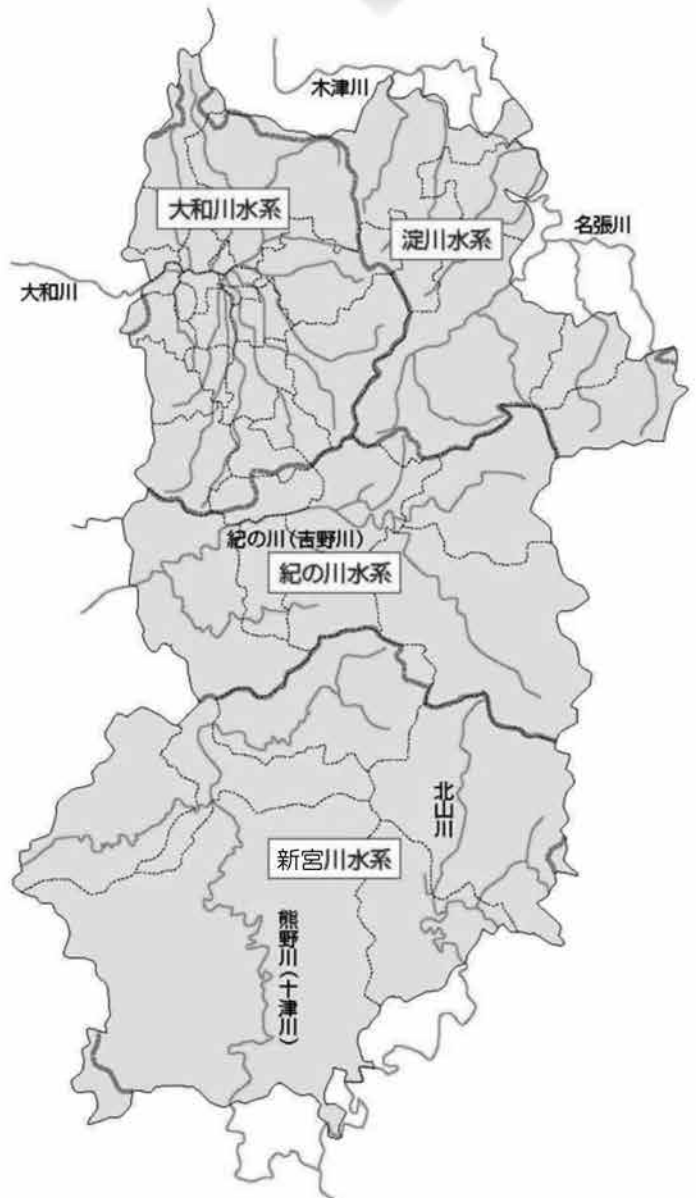 木津川
大和川水系
淀川水系
名張川
大和川
紀の川(吉野川)
紀の川水系
北山川
新宮川水系
熊野川(十津川)